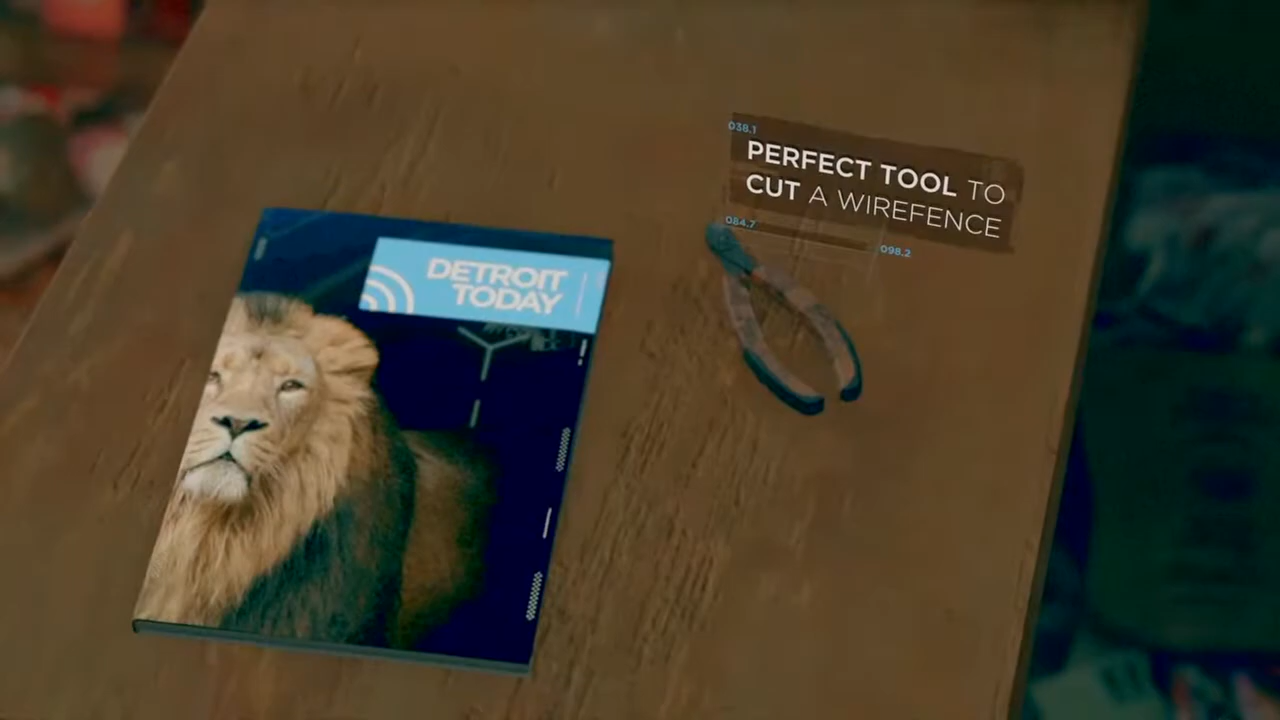 038.1
PERFECT TOOL TO
CUT A WIREFENCE
084.7
098.2
DETROIT
TODAY